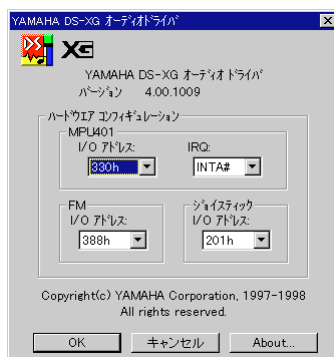 YAMAHA DS-XG オーディオドライバ
DS XG
YAMAHA DS-XG オーディオ ドライバ
バージョン 4.00.1009
ハードウエア コンフィギュレーション
MPU401
I/O アドレス: IRQ:
330h INTA#
FM ジョイスティック
I/O アドレス: I/O アドレス:
388h 201h
Copyright(c) YAMAHA Corporation, 1997-1998
All rights reserved.
OK キャンセル About...